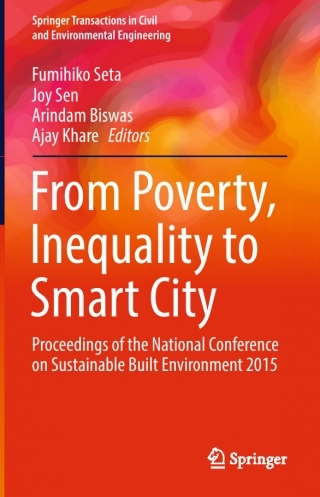 Springer Transactions in Civil
and Environmental Engineering
Fumihiko Seta
Joy Sen
Arindam Biswas
Ajay Khare Editors
From Poverty,
Inequality to
Smart City
Proceedings of the National Conference
on Sustainable Built Environment 2015
Springer